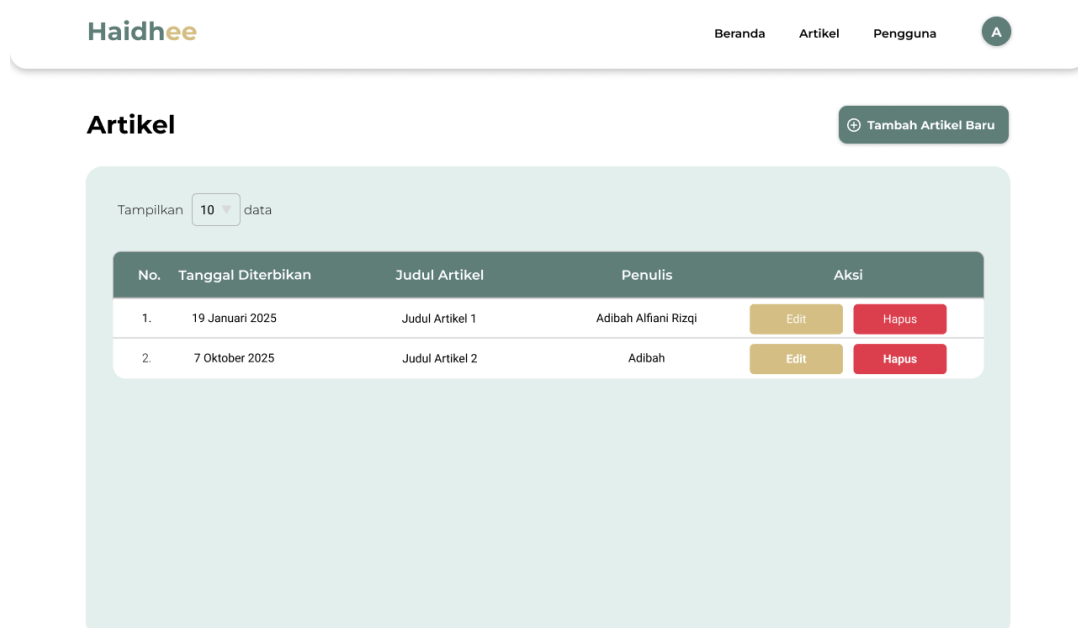 Haidhee Beranda Artikel Pengguna A
Artikel Tambah Artikel Baru
Tampilkan 10 data
No. Tanggal Diterbikan Judul Artikel Penulis Aksi
1. 19 Januari 2025 Judul Artikel 1 Adibah Alfiani Rizqi Edit Hapus
2. 7 Oktober 2025 Judul Artikel 2 Adibah Edit Hapus